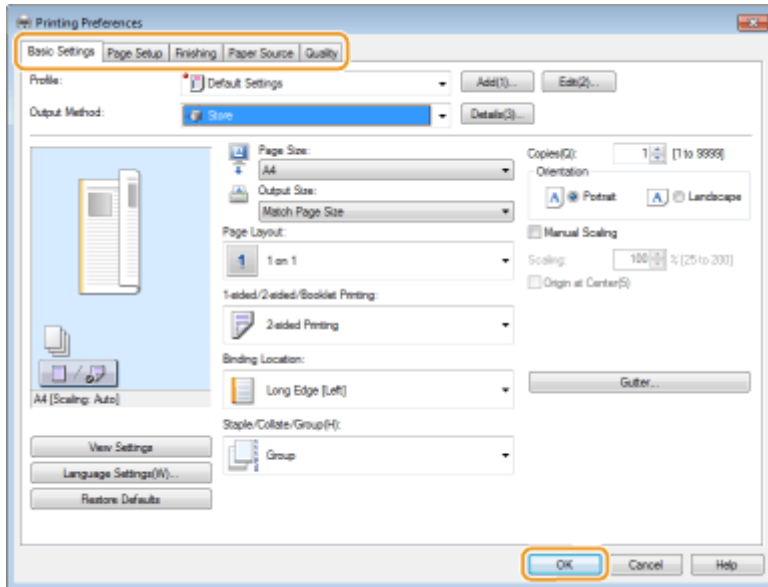 Printing Preferences
Basic Settings Page Setup Finishing Paper Source Quality
Profile: Default Settings Add(1)... Edit(2)...
Output Method: Store Details(3)...
Page Size:
A4
Output Size:
Match Page Size
Page Layout:
1 1 on 1
1-sided/2-sided/Booklet Printing:
2-sided Printing
Binding Location:
Long Edge [Left]
Staple/Collate/Group(H):
Group
Copies(Q): 1 [1 to 9999]
Orientation
A Portrait A Landscape
Manual Scaling
Scaling: 100 % [25 to 200]
Origin at Center(S)
Gutter...
A4 [Scaling: Auto]
View Settings
Language Settings(W)...
Restore Defaults
OK Cancel Help